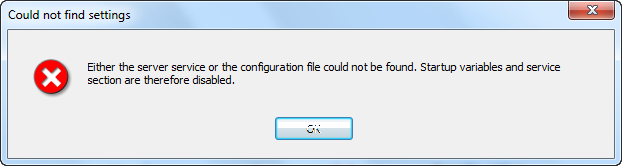 Could not find settings
Either the server service or the configuration file could not be found. Startup variables and service
section are therefore disabled.
OK